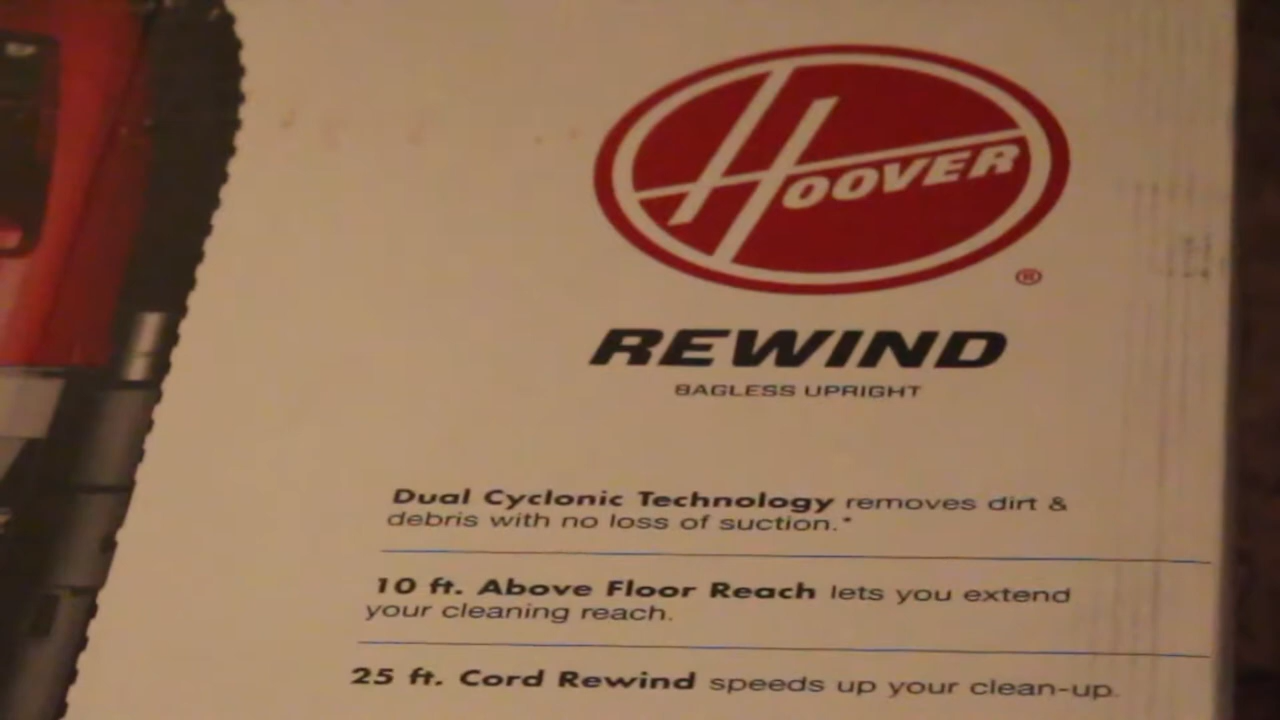 HOOVER
®
REWIND
BAGLESS UPRIGHT
Dual Cyclonic Technology removes dirt &
debris with no loss of suction.*
10 ft. Above Floor Reach lets you extend
your cleaning reach.
25 ft. Cord Rewind speeds up your clean-up.